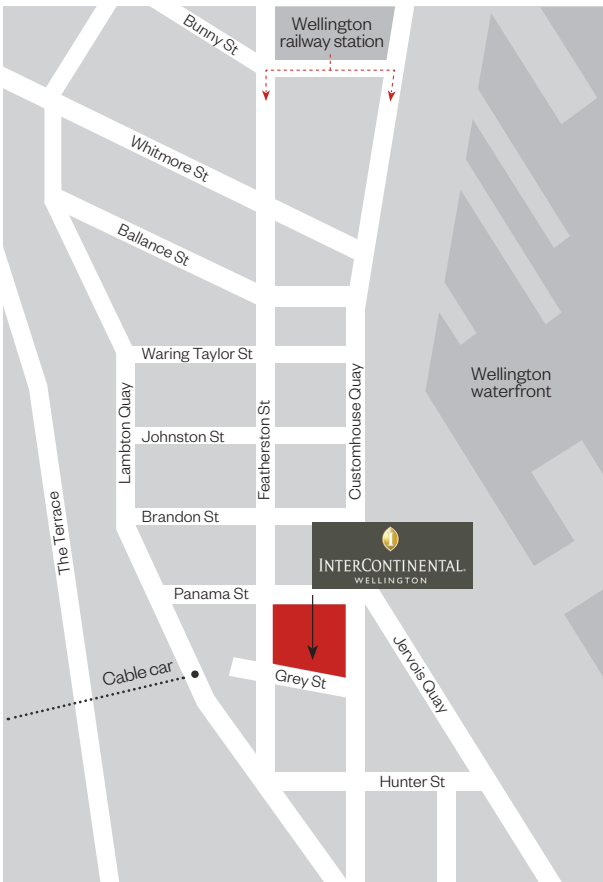 Bunny St
Wellington
railway station
Whitmore St
Ballance St
Waring Taylor St
Wellington
waterfront
Lambton Quay
Featherston St
Customhouse Quay
Johnston St
The Terrace
Brandon St
INTERCONTINENTAL.
WELLINGTON
Panama St
Jervois Quay
Cable car
Grey St
Hunter St